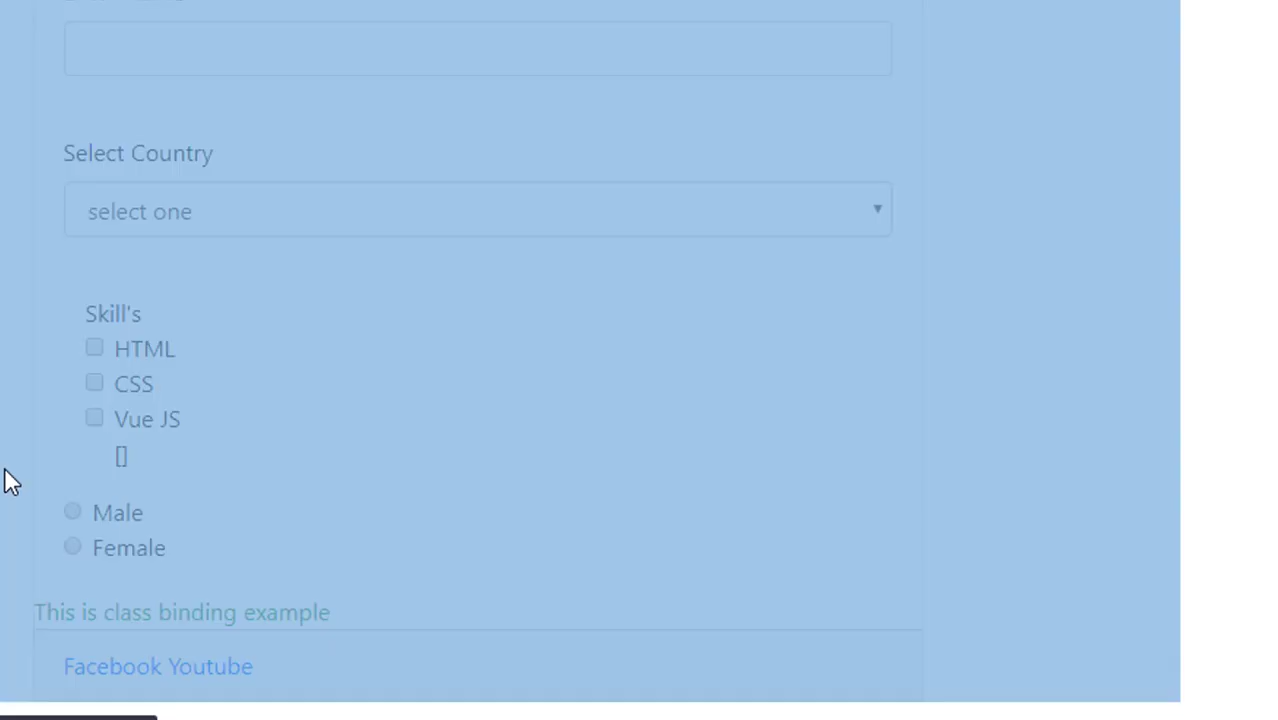 Select Country
select one
Skill's
HTML
CSS
Vue JS
[]
Male
Female
This is class binding example
Facebook Youtube